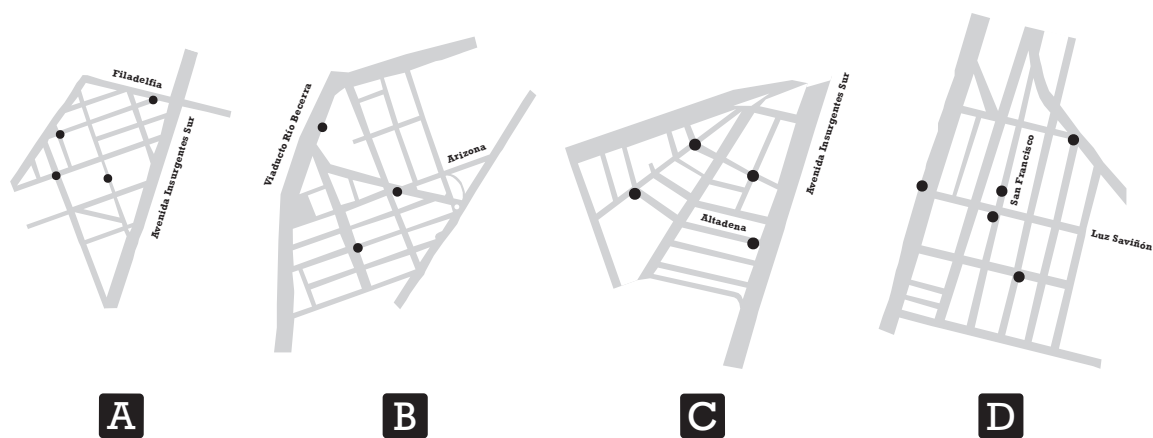 Filadelfia
Avenida Insurgentes Sur
Viaducto Río Becerra
Arizona
Altadena
Avenida Insurgentes Sur
San Francisco
Luz Saviñón
A
B
C
D